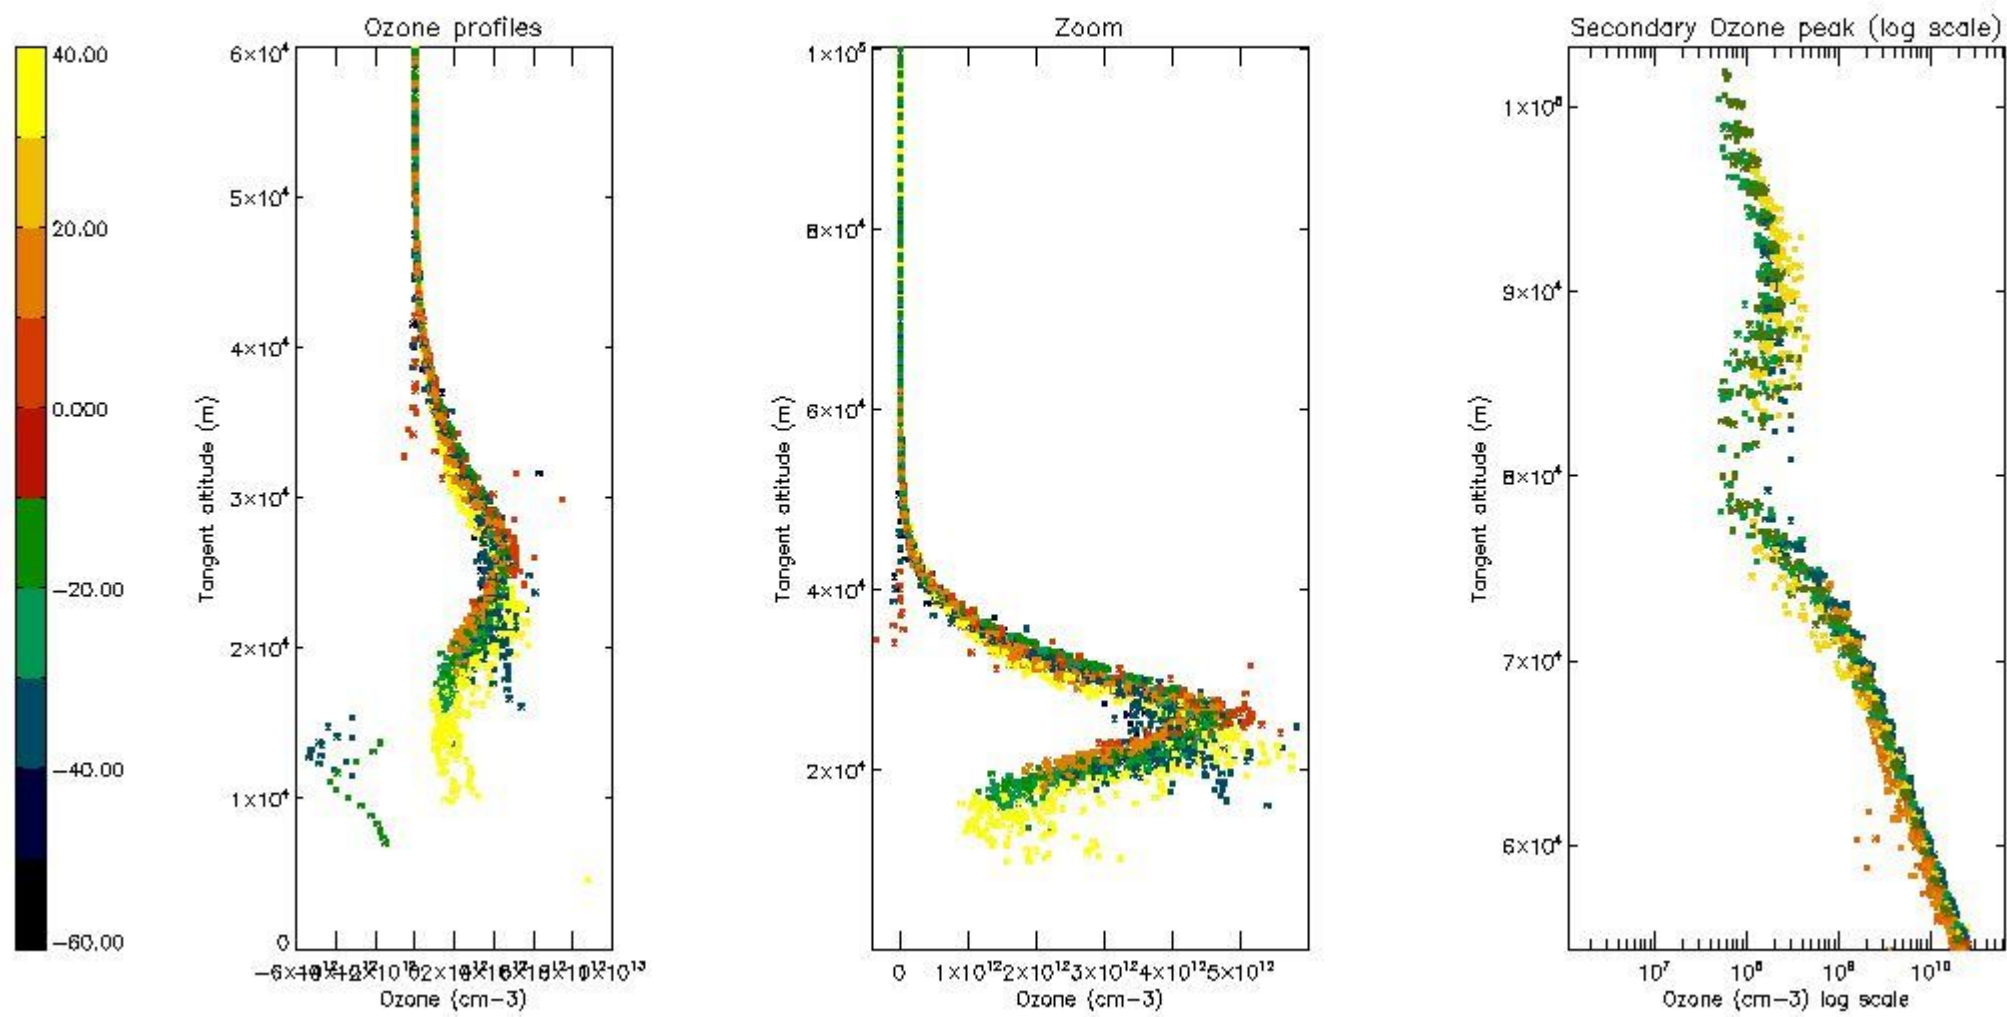 Ozone profiles
Zoom
Secondary Ozone peak (log scale)
40.00
20.00
0.000
−20.00
−40.00
−60.00
6×10⁴
5×10⁴
4×10⁴
3×10⁴
2×10⁴
1×10⁴
0
Tangent altitude (m)
Ozone (cm−3)
1×10⁵
8×10⁴
6×10⁴
4×10⁴
2×10⁴
Tangent altitude (m)
0 1×10¹² 2×10¹² 3×10¹² 4×10¹² 5×10¹²
Ozone (cm−3)
9×10⁴
8×10⁴
7×10⁴
6×10⁴
Tangent altitude (m)
10⁷ 10⁸ 10⁹ 10¹⁰
Ozone (cm−3) log scale